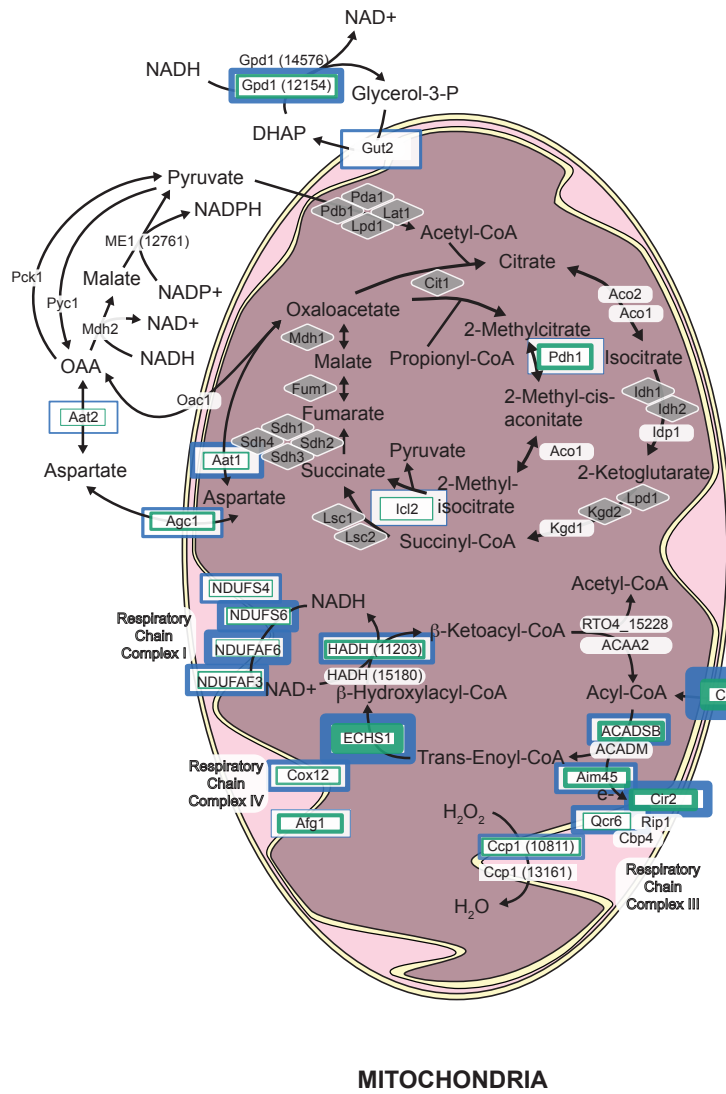 NAD+
Gpd1 (14576)
NADH
Gpd1 (12154)
Glycerol-3-P
DHAP
Gut2
Pyruvate
NADPH
ME1 (12761)
Pck1
Pyc1
Malate
NADP+
Mdh2
NAD+
NADH
OAA
Oac1
Aat2
Aspartate
Agc1
Pda1
Pdb1
Lat1
Lpd1
Acetyl-CoA
Citrate
Cit1
Oxaloacetate
Aco2
Aco1
2-Methylcitrate
Mdh1
Malate
Propionyl-CoA
Pdh1
Isocitrate
Fum1
2-Methyl-cis-
aconitate
Idh1
Idh2
Idp1
Fumarate
Sdh1
Sdh4
Sdh2
Sdh3
Aat1
Succinate
Pyruvate
Aco1
2-Ketoglutarate
2-Methyl-
isocitrate
Icl2
Aspartate
Lpd1
Kgd2
Kgd1
Lsc1
Lsc2
Succinyl-CoA
NDUFS4
NDUFS6
NDUFAF6
NDUFAF3
Respiratory
Chain
Complex I
NADH
NAD+
HADH (11203)
HADH (15180)
β-Ketoacyl-CoA
Acetyl-CoA
RTO4_15228
ACAA2
β-Hydroxylacyl-CoA
Acyl-CoA
C
ECHS1
Trans-Enoyl-CoA
ACADSB
ACADM
Respiratory
Chain
Complex IV
Cox12
Aim45
e-
Cir2
Afg1
H2O2
Qcr6
Rip1
Cbp4
Ccp1 (10811)
Ccp1 (13161)
Respiratory
Chain
Complex III
H2O
MITOCHONDRIA